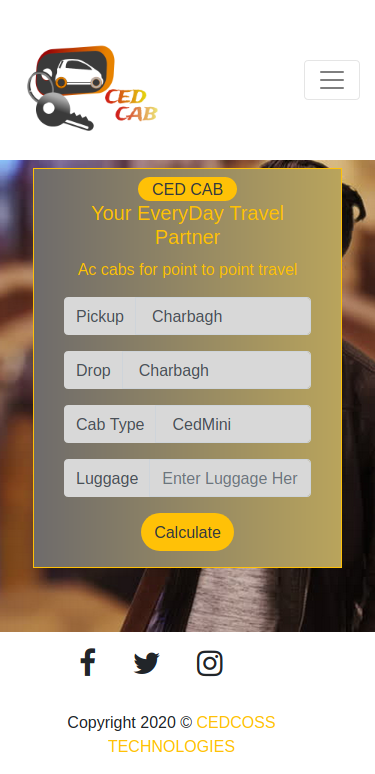 CED
CAB
CED CAB
Your EveryDay Travel
Partner
Ac cabs for point to point travel
Pickup Charbagh
Drop Charbagh
Cab Type CedMini
Luggage Enter Luggage Her
Calculate
Copyright 2020 © CEDCOSS
TECHNOLOGIES